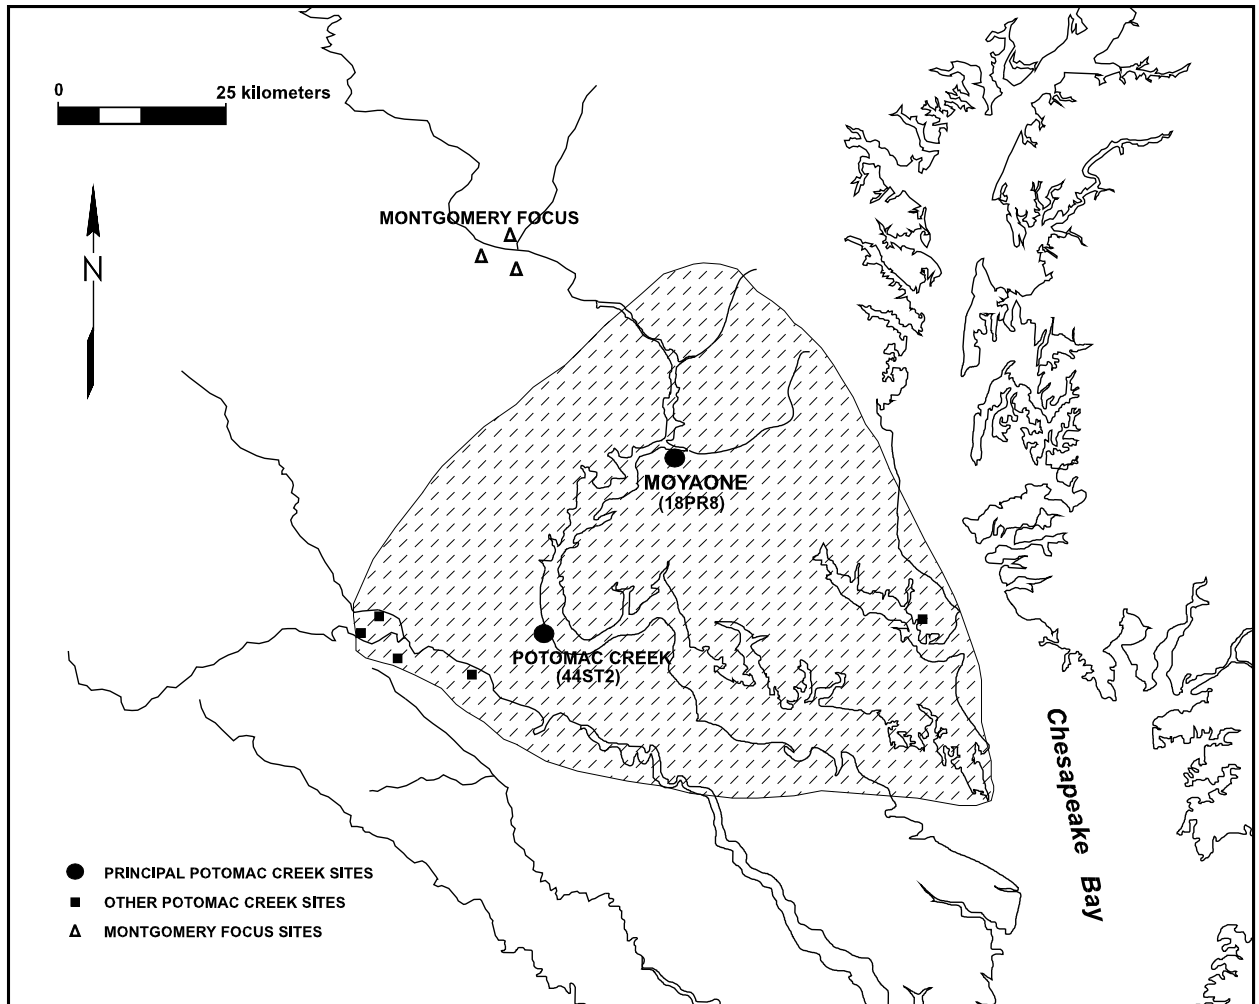 0 25 kilometers
N
MONTGOMERY FOCUS
MOYAONE
(18PR8)
POTOMAC CREEK
(44ST2)
Chesapeake Bay
PRINCIPAL POTOMAC CREEK SITES
OTHER POTOMAC CREEK SITES
MONTGOMERY FOCUS SITES